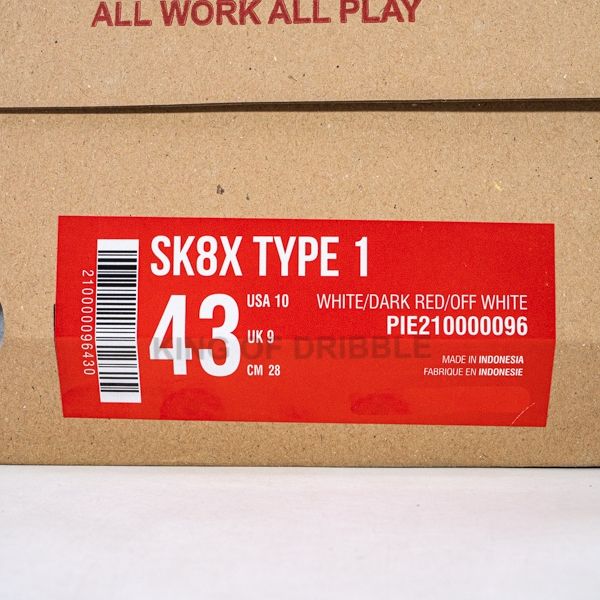 ALL WORK ALL PLAY
SK8X TYPE 1
43
USA 10
UK 9
CM 28
WHITE/DARK RED/OFF WHITE
PIE210000096
KING OF DRIBBLE
MADE IN INDONESIA
FABRIQUE EN INDONESIE
2100000096430